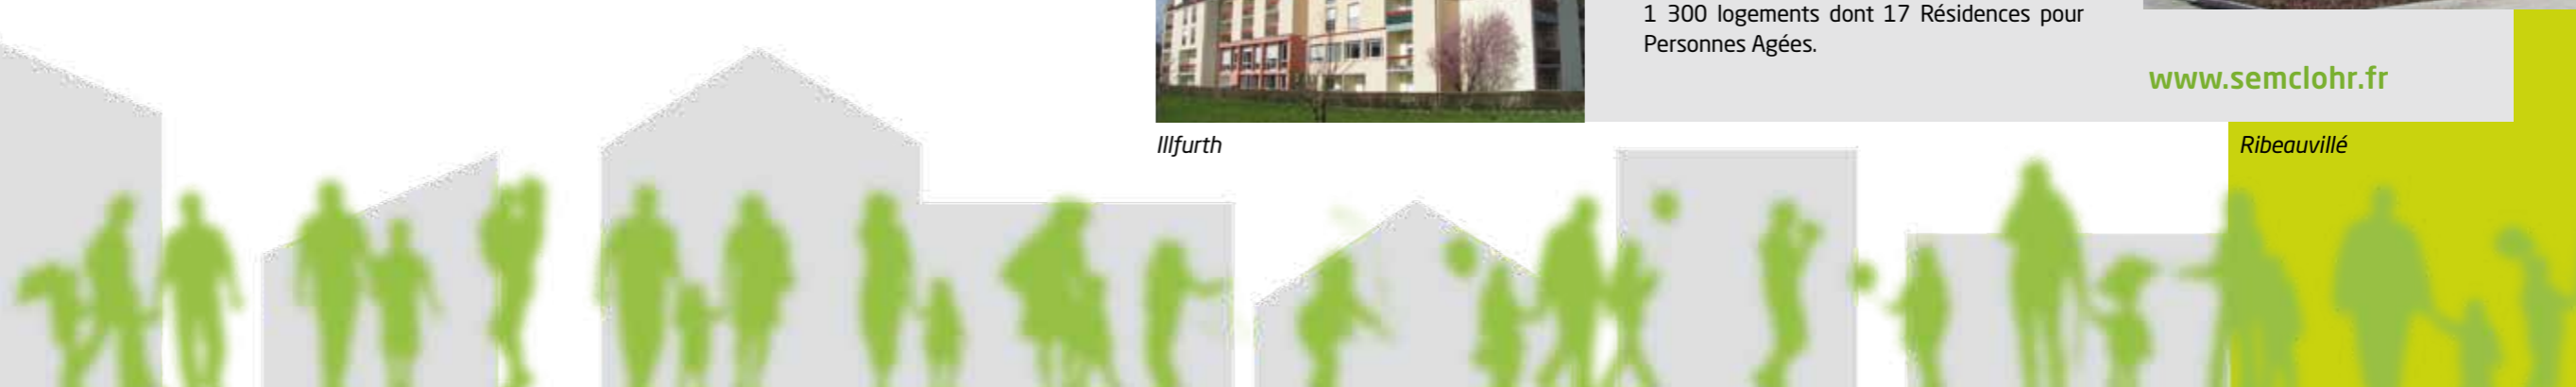 1 300 logements dont 17 Résidences pour
Personnes Agées.
www.semclohr.fr
Illfurth
Ribeauvillé